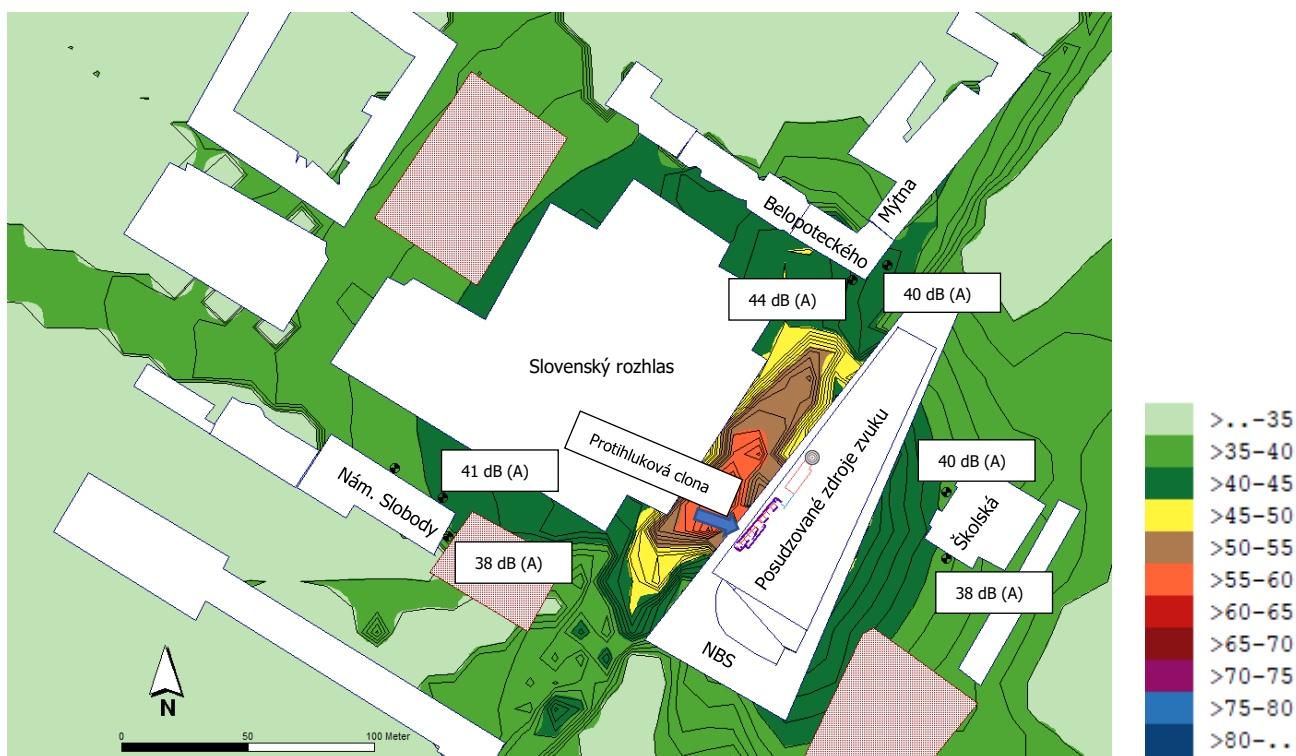 Mýtna
Belopoteckého
44 dB (A)
40 dB (A)
Slovenský rozhlas
Protihluková clona
Posudzované zdroje zvuku
41 dB (A)
Nám. Slobody
38 dB (A)
40 dB (A)
Školská
38 dB (A)
NBS
N
0 50 100 Meter
>..-35
>35-40
>40-45
>45-50
>50-55
>55-60
>60-65
>65-70
>70-75
>75-80
>80-..